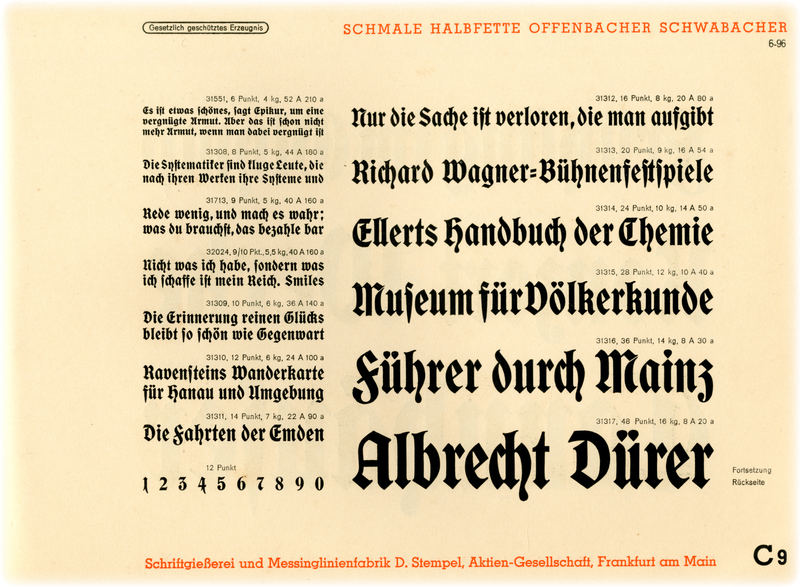 Gesetzlich geschütztes Erzeugnis
SCHMALE HALBFETTE OFFENBACHER SCHWABACHER
6-96
31551, 6 Punkt, 4 kg, 52 A 210 a
Es iſt etwas ſchönes, ſagt Epikur, um eine
vergnügte Armut. Aber das iſt ſchon nicht
mehr Armut, wenn man dabei vergnügt iſt
31308, 8 Punkt, 5 kg, 44 A 180 a
Die Syſtematiker ſind kluge Leute, die
nach ihren Werken ihre Syſteme und
31713, 9 Punkt, 5 kg, 40 A 160 a
Rede wenig, und mach es wahr;
was du brauchſt, das bezahle bar
32024, 9/10 Pkt., 5,5 kg, 40 A 160 a
Nicht was ich habe, ſondern was
ich ſchaffe iſt mein Reich. Smiles
31309, 10 Punkt, 6 kg, 36 A 140 a
Die Erinnerung reinen Glücks
bleibt ſo ſchön wie Gegenwart
31310, 12 Punkt, 6 kg, 24 A 100 a
Ravenſteins Wanderkarte
für Hanau und Umgebung
31311, 14 Punkt, 7 kg, 22 A 90 a
Die Fahrten der Emden
12 Punkt
1 2 3 4 5 6 7 8 9 0
31312, 16 Punkt, 8 kg, 20 A 80 a
Nur die Sache iſt verloren, die man aufgibt
31313, 20 Punkt, 9 kg, 16 A 54 a
Richard Wagner=Bühnenfeſtſpiele
31314, 24 Punkt, 10 kg, 14 A 50 a
Ellerts Handbuch der Chemie
31315, 28 Punkt, 12 kg, 10 A 40 a
Muſeum für Völkerkunde
31316, 36 Punkt, 14 kg, 8 A 30 a
Führer durch Mainz
31317, 48 Punkt, 16 kg, 8 A 20 a
Albrecht Dürer
Fortsetzung
Rückseite
Schriftgießerei und Messinglinienfabrik D. Stempel, Aktien-Gesellschaft, Frankfurt am Main
C 9